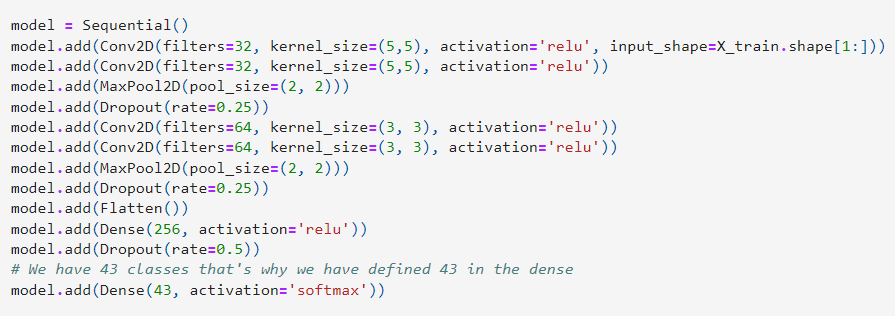 model = Sequential()
model.add(Conv2D(filters=32, kernel_size=(5,5), activation='relu', input_shape=X_train.shape[1:]))
model.add(Conv2D(filters=32, kernel_size=(5,5), activation='relu'))
model.add(MaxPool2D(pool_size=(2, 2)))
model.add(Dropout(rate=0.25))
model.add(Conv2D(filters=64, kernel_size=(3, 3), activation='relu'))
model.add(Conv2D(filters=64, kernel_size=(3, 3), activation='relu'))
model.add(MaxPool2D(pool_size=(2, 2)))
model.add(Dropout(rate=0.25))
model.add(Flatten())
model.add(Dense(256, activation='relu'))
model.add(Dropout(rate=0.5))
# We have 43 classes that's why we have defined 43 in the dense
model.add(Dense(43, activation='softmax'))